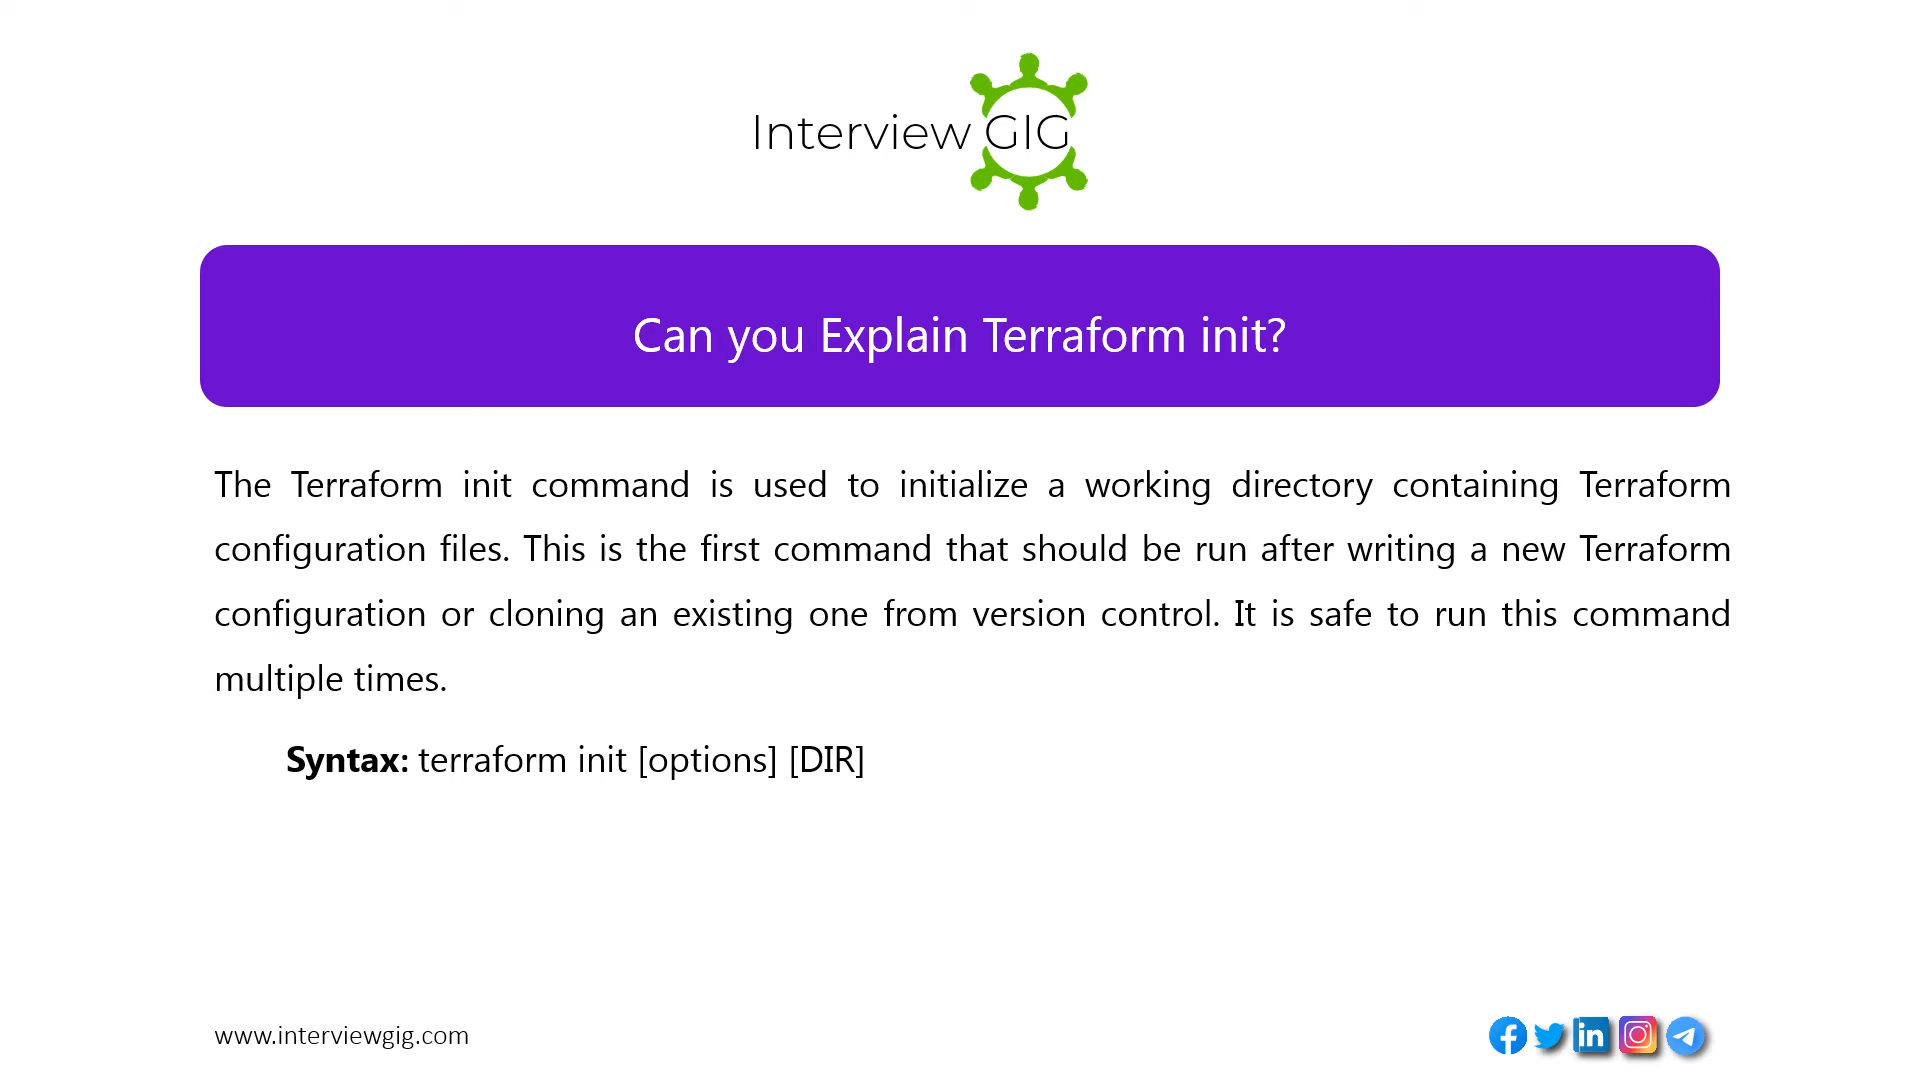 Interview GIG
Can you Explain Terraform init?
The Terraform init command is used to initialize a working directory containing Terraform
configuration files. This is the first command that should be run after writing a new Terraform
configuration or cloning an existing one from version control. It is safe to run this command
multiple times.
Syntax: terraform init [options] [DIR]
www.interviewgig.com